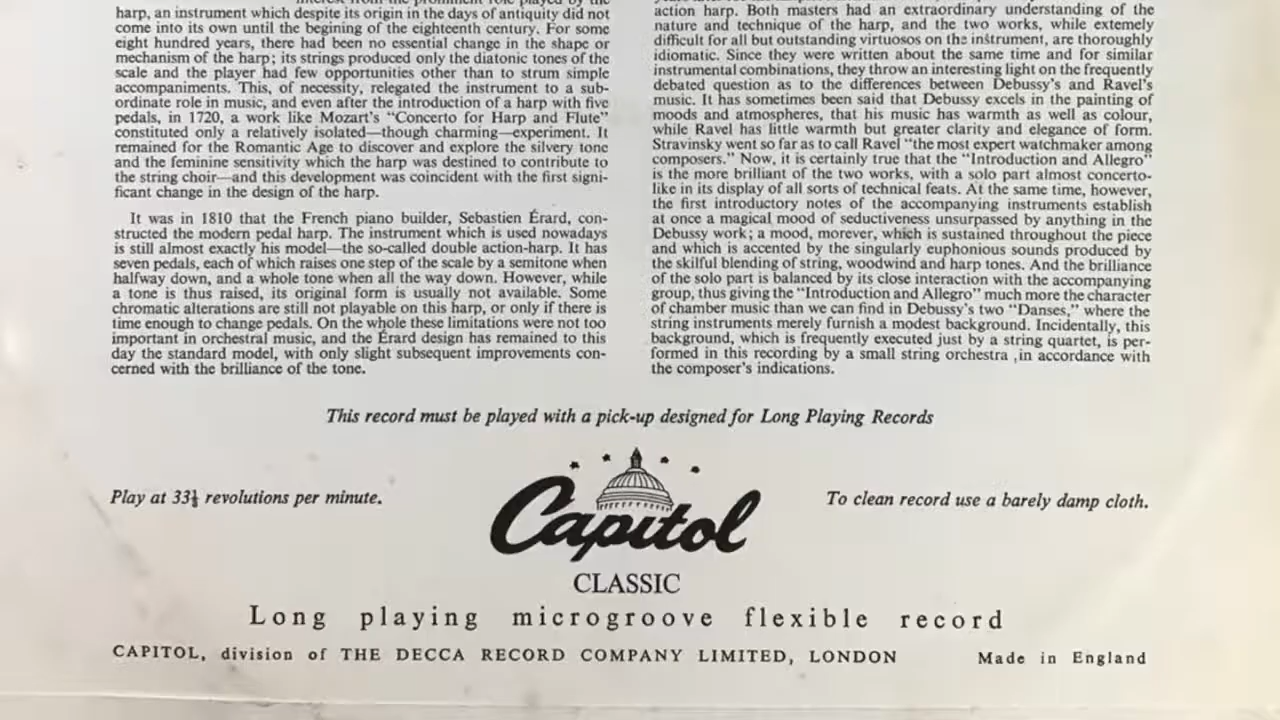 interest from the prominent role played by the
harp, an instrument which despite its origin in the days of antiquity did not
come into its own until the begining of the eighteenth century. For some
eight hundred years, there had been no essential change in the shape or
mechanism of the harp; its strings produced only the diatonic tones of the
scale and the player had few opportunities other than to strum simple
accompaniments. This, of necessity, relegated the instrument to a sub-
ordinate role in music, and even after the introduction of a harp with five
pedals, in 1720, a work like Mozart's “Concerto for Harp and Flute”
constituted only a relatively isolated—though charming—experiment. It
remained for the Romantic Age to discover and explore the silvery tone
and the feminine sensitivity which the harp was destined to contribute to
the string choir—and this development was coincident with the first signi-
ficant change in the design of the harp.
It was in 1810 that the French piano builder, Sebastien Érard, con-
structed the modern pedal harp. The instrument which is used nowadays
is still almost exactly his model—the so-called double action-harp. It has
seven pedals, each of which raises one step of the scale by a semitone when
halfway down, and a whole tone when all the way down. However, while
a tone is thus raised, its original form is usually not available. Some
chromatic alterations are still not playable on this harp, or only if there is
time enough to change pedals. On the whole these limitations were not too
important in orchestral music, and the Érard design has remained to this
day the standard model, with only slight subsequent improvements con-
cerned with the brilliance of the tone.
action harp. Both masters had an extraordinary understanding of the
nature and technique of the harp, and the two works, while extemely
difficult for all but outstanding virtuosos on the instrument, are thoroughly
idiomatic. Since they were written about the same time and for similar
instrumental combinations, they throw an interesting light on the frequently
debated question as to the differences between Debussy's and Ravel's
music. It has sometimes been said that Debussy excels in the painting of
moods and atmospheres, that his music has warmth as well as colour,
while Ravel has little warmth but greater clarity and elegance of form.
Stravinsky went so far as to call Ravel “the most expert watchmaker among
composers.” Now, it is certainly true that the “Introduction and Allegro”
is the more brilliant of the two works, with a solo part almost concerto-
like in its display of all sorts of technical feats. At the same time, however,
the first introductory notes of the accompanying instruments establish
at once a magical mood of seductiveness unsurpassed by anything in the
Debussy work; a mood, morever, which is sustained throughout the piece
and which is accented by the singularly euphonious sounds produced by
the skilful blending of string, woodwind and harp tones. And the brilliance
of the solo part is balanced by its close interaction with the accompanying
group, thus giving the “Introduction and Allegro” much more the character
of chamber music than we can find in Debussy's two “Danses,” where the
string instruments merely furnish a modest background. Incidentally, this
background, which is frequently executed just by a string quartet, is per-
formed in this recording by a small string orchestra ,in accordance with
the composer's indications.
This record must be played with a pick-up designed for Long Playing Records
Play at 33⅓ revolutions per minute.
Capitol
To clean record use a barely damp cloth.
CLASSIC
Long playing microgroove flexible record
CAPITOL, division of THE DECCA RECORD COMPANY LIMITED, LONDON
Made in England